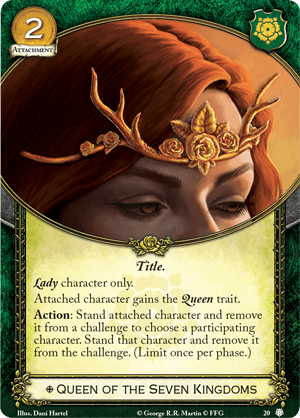 2
ATTACHMENT
Title.
Lady character only.
Attached character gains the Queen trait.
Action: Stand attached character and remove
it from a challenge to choose a participating
character. Stand that character and remove it
from the challenge. (Limit once per phase.)
QUEEN OF THE SEVEN KINGDOMS
Illus. Dani Hartel © George R.R. Martin © FFG 20